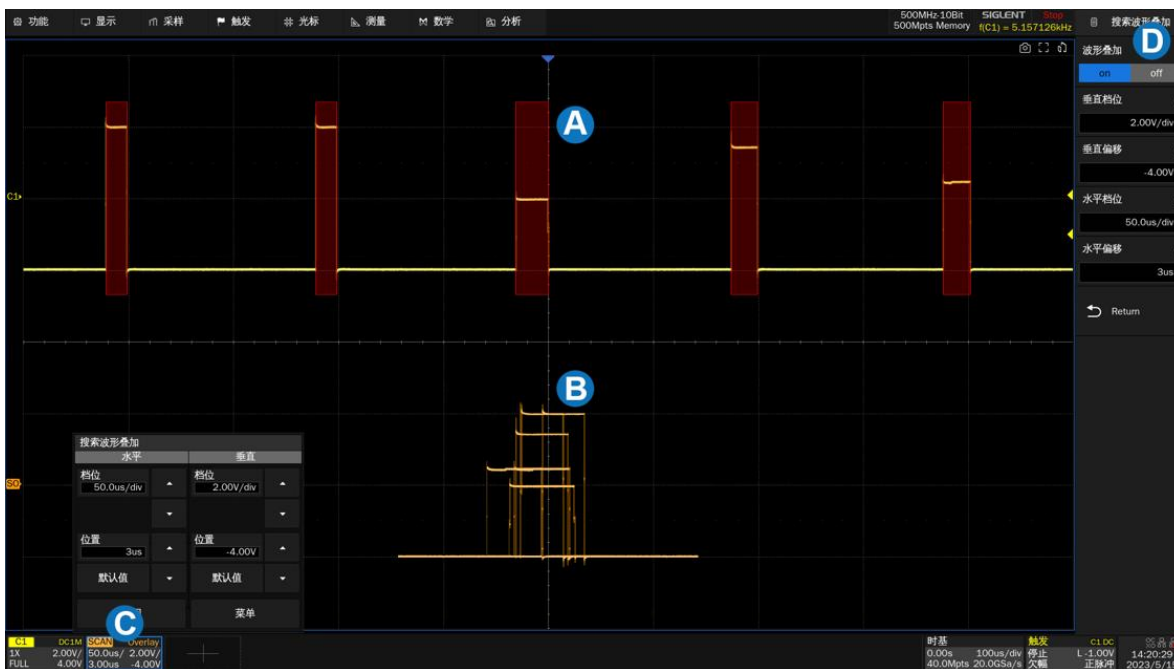 功能 显示 采样 触发 光标 测量 数学 分析
500MHz-10Bit SIGLENT Stop
500Mpts Memory f(C1) = 5.157126kHz
搜索波形叠加
波形叠加
D
on off
垂直档位
2.00V/div
垂直偏移
-4.00V
水平档位
50.0us/div
水平偏移
3us
Return
A
C1
B
S0
搜索波形叠加
水平 垂直
档位 档位
50.0us/div 2.00V/div
位置 位置
3us -4.00V
默认值 默认值
菜单
C
C1 DC1M
1X 2.00V/
FULL 4.00V
SCAN Overlay
50.0us/ 2.00V/
3.00us -4.00V
时基
0.00s 100us/div
40.0Mpts 20.0GSa/s
触发 C1 DC
停止 L -1.00V
欠幅 正脉冲
14:20:29